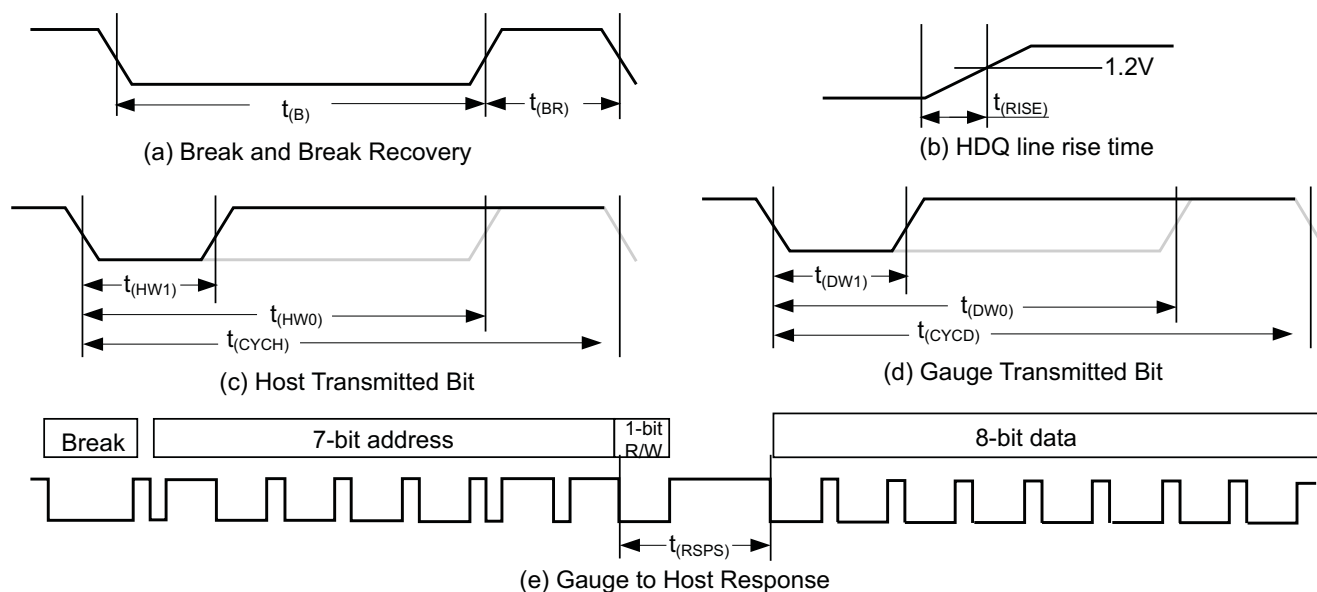 t(B)
t(BR)
(a) Break and Break Recovery
1.2V
t(RISE)
(b) HDQ line rise time
t(HW1)
t(HW0)
t(CYCH)
(c) Host Transmitted Bit
t(DW1)
t(DW0)
t(CYCD)
(d) Gauge Transmitted Bit
Break
7-bit address
1-bit
R/W
8-bit data
t(RSPS)
(e) Gauge to Host Response